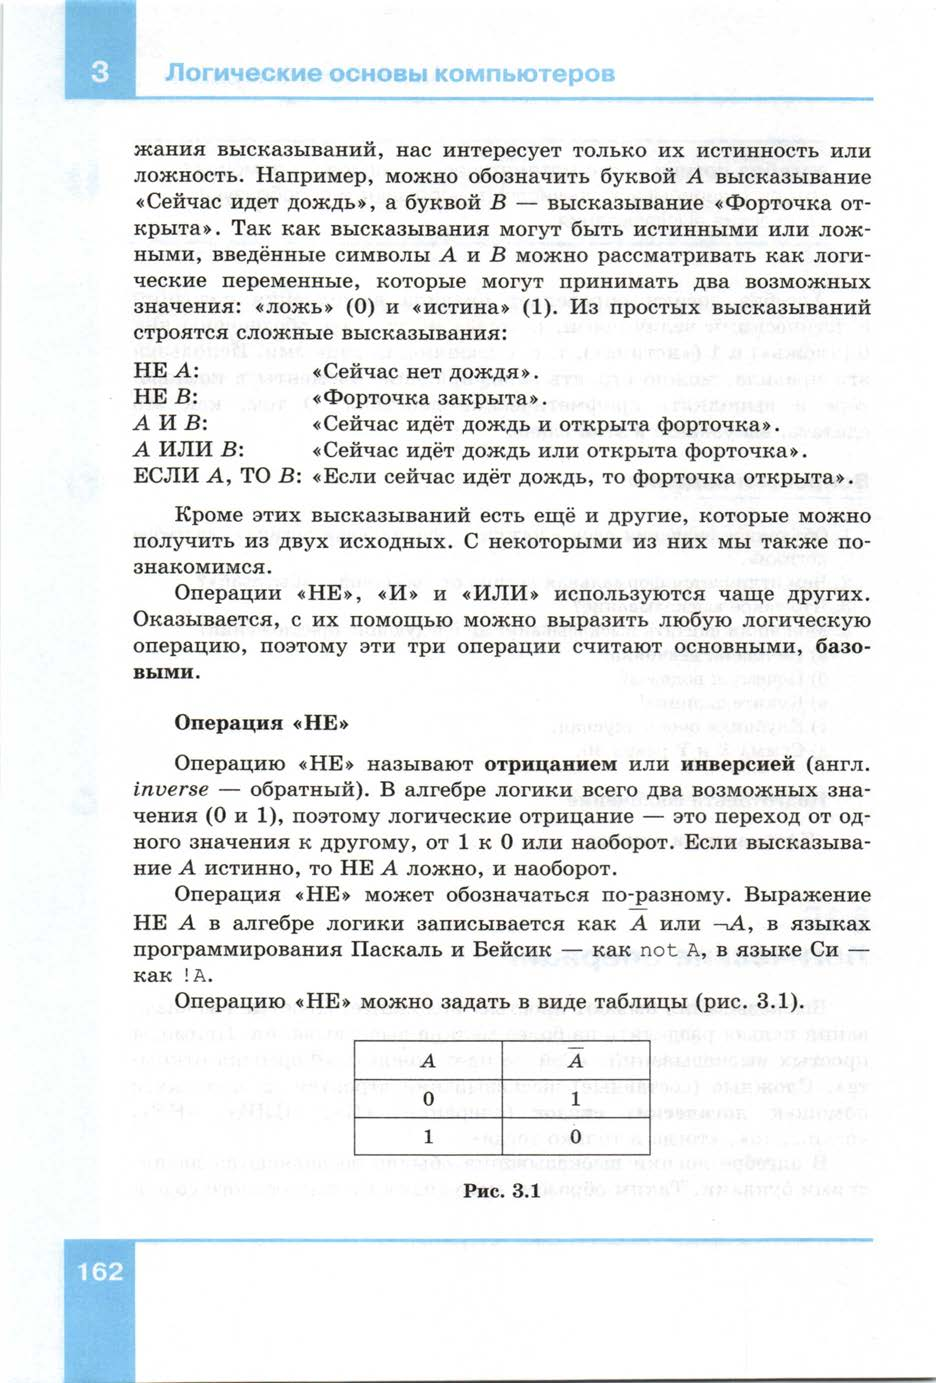 3
Логические основы компьютеров
жания высказываний, нас интересует только их истинность или
ложность. Например, можно обозначить буквой A высказывание
«Сейчас идет дождь», а буквой B — высказывание «Форточка от-
крыта». Так как высказывания могут быть истинными или лож-
ными, введённые символы A и B можно рассматривать как логи-
ческие переменные, которые могут принимать два возможных
значения: «ложь» (0) и «истина» (1). Из простых высказываний
строятся сложные высказывания:
НЕ A: «Сейчас нет дождя».
НЕ B: «Форточка закрыта».
A И B: «Сейчас идёт дождь и открыта форточка».
A ИЛИ B: «Сейчас идёт дождь или открыта форточка».
ЕСЛИ A, ТО B: «Если сейчас идёт дождь, то форточка открыта».
Кроме этих высказываний есть ещё и другие, которые можно
получить из двух исходных. С некоторыми из них мы также по-
знакомимся.
Операции «НЕ», «И» и «ИЛИ» используются чаще других.
Оказывается, с их помощью можно выразить любую логическую
операцию, поэтому эти три операции считают основными, базо-
выми.
Операция «НЕ»
Операцию «НЕ» называют отрицанием или инверсией (англ.
inverse — обратный). В алгебре логики всего два возможных зна-
чения (0 и 1), поэтому логические отрицание — это переход от од-
ного значения к другому, от 1 к 0 или наоборот. Если высказыва-
ние A истинно, то НЕ A ложно, и наоборот.
Операция «НЕ» может обозначаться по-разному. Выражение
НЕ A в алгебре логики записывается как A̅ или ¬A, в языках
программирования Паскаль и Бейсик — как not A, в языке Си —
как !A.
Операцию «НЕ» можно задать в виде таблицы (рис. 3.1).
A A̅
0 1
1 0
Рис. 3.1
162